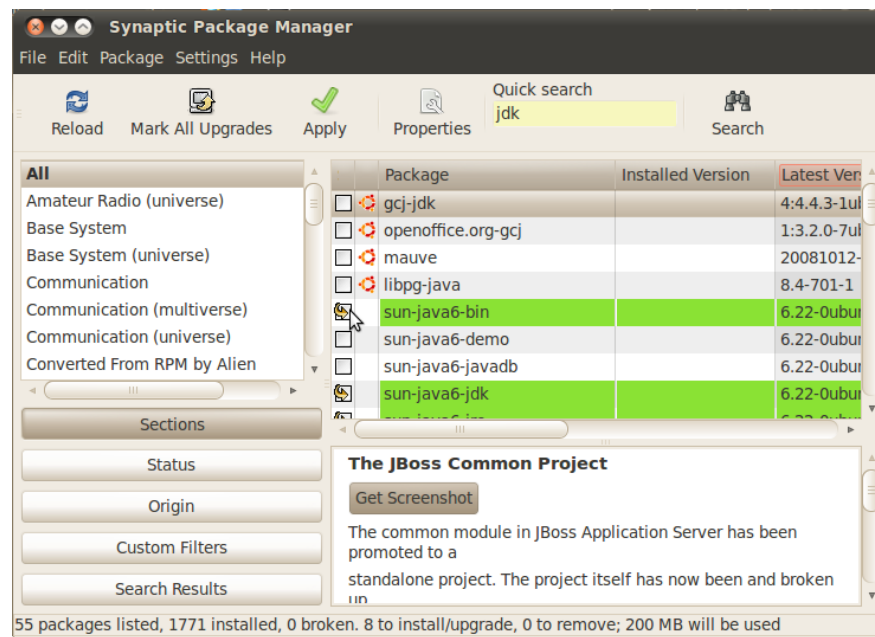 Synaptic Package Manager
File Edit Package Settings Help
Quick search
jdk
Reload Mark All Upgrades Apply Properties Search
All
Amateur Radio (universe)
Base System
Base System (universe)
Communication
Communication (multiverse)
Communication (universe)
Converted From RPM by Alien
Sections
Status
Origin
Custom Filters
Search Results
Package Installed Version Latest Ver
gcj-jdk 4:4.4.3-1u
openoffice.org-gcj 1:3.2.0-7u
mauve 20081012-
libpg-java 8.4-701-1
sun-java6-bin 6.22-0ubu
sun-java6-demo 6.22-0ubu
sun-java6-javadb 6.22-0ubu
sun-java6-jdk 6.22-0ubu
The JBoss Common Project
Get Screenshot
The common module in JBoss Application Server has been
promoted to a
standalone project. The project itself has now been and broken
up
55 packages listed, 1771 installed, 0 broken. 8 to install/upgrade, 0 to remove; 200 MB will be used